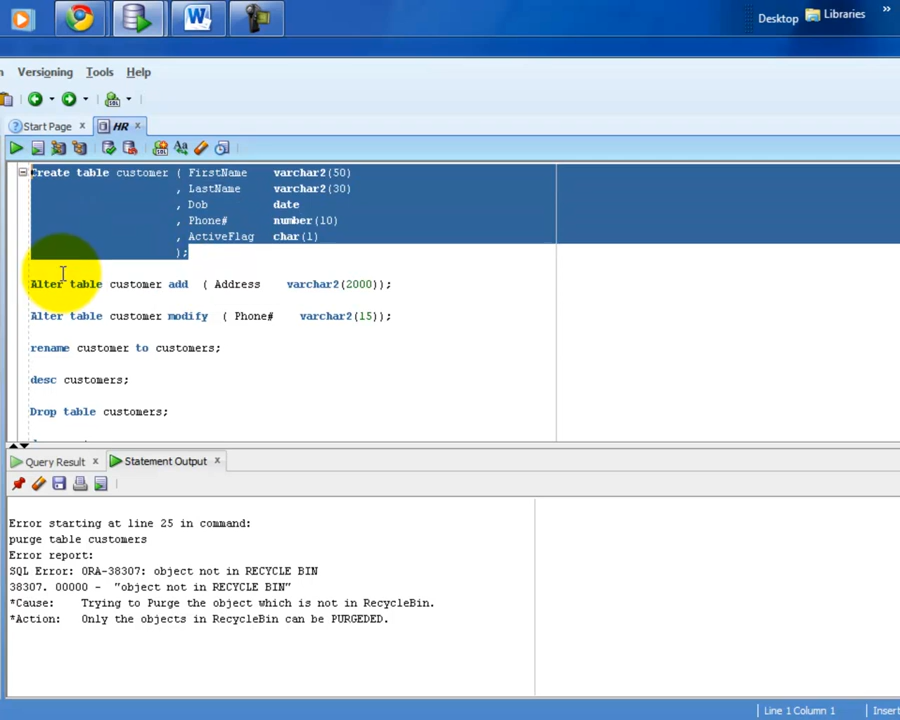 Desktop
Libraries
»
Versioning Tools Help
Start Page x HR x
Create table customer ( FirstName varchar2(50)
, LastName varchar2(30)
, Dob date
, Phone# number(10)
, ActiveFlag char(1)
);
Alter table customer add ( Address varchar2(2000));
Alter table customer modify ( Phone# varchar2(15));
rename customer to customers;
desc customers;
Drop table customers;
Query Result x Statement Output x
Error starting at line 25 in command:
purge table customers
Error report:
SQL Error: ORA-38307: object not in RECYCLE BIN
38307. 00000 - "object not in RECYCLE BIN"
*Cause: Trying to Purge the object which is not in RecycleBin.
*Action: Only the objects in RecycleBin can be PURGEDED.
Line 1 Column 1 Insert